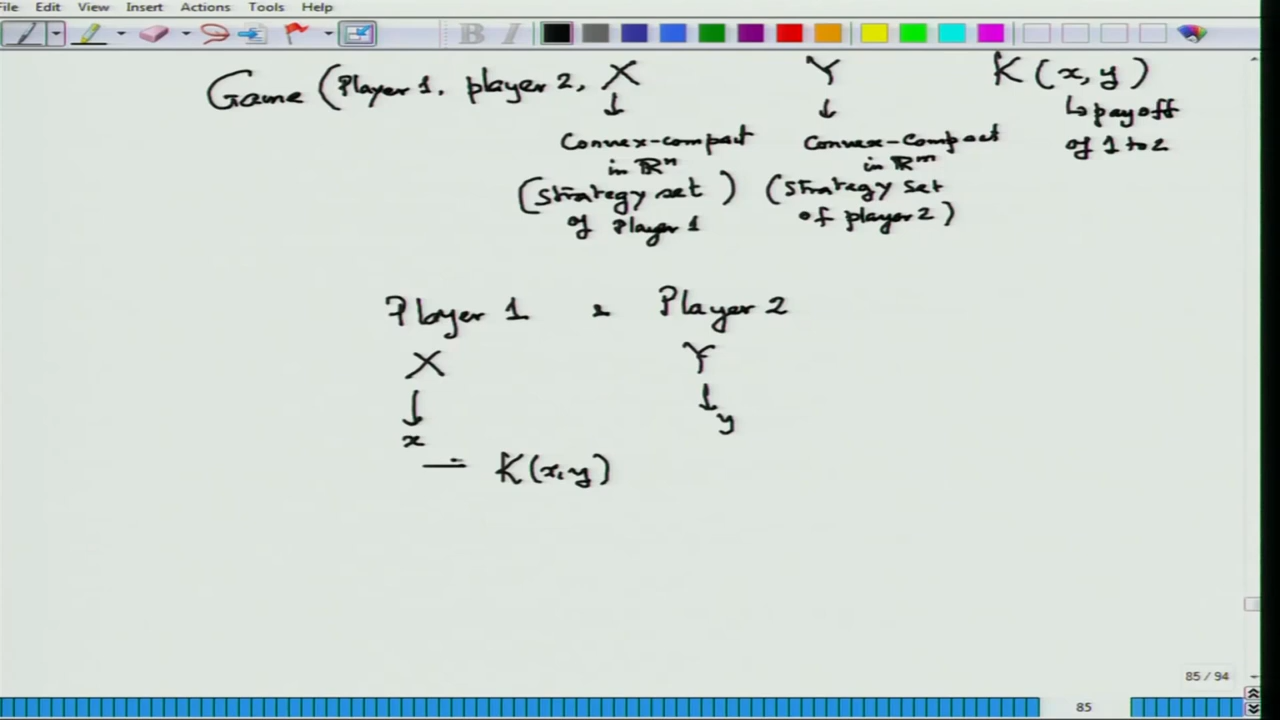 File Edit View Insert Actions Tools Help
B I
Game (Player 1, player 2, X Y K(x, y)
↓ ↓ ↳ payoff of 1 to 2
Convex-compact in ℝⁿ
(Strategy set of Player 1)
Convex-Compact in ℝᵐ
(Strategy set of player 2)
Player 1 & Player 2
X Y
↓ ↓
x y
— K(x,y)
85 / 94
85